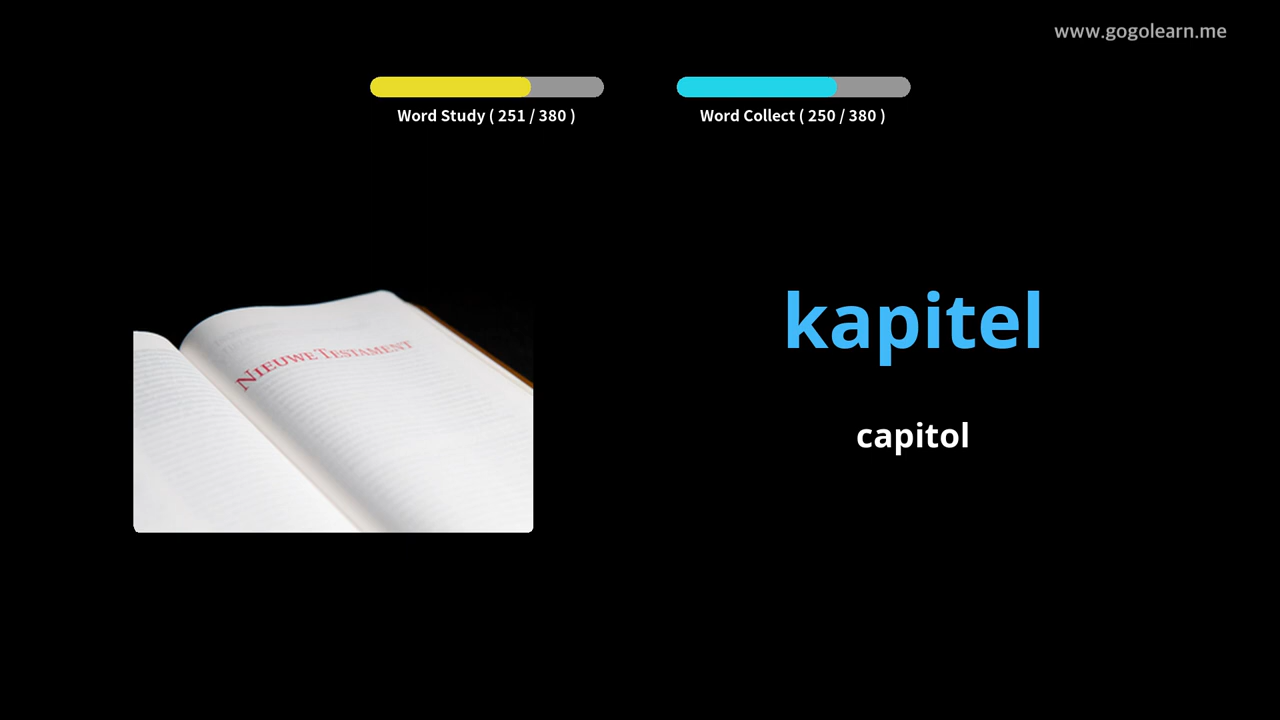 www.gogolearn.me
Word Study ( 251 / 380 )
Word Collect ( 250 / 380 )
NIEUWE TESTAMENT
kapitel
capitol